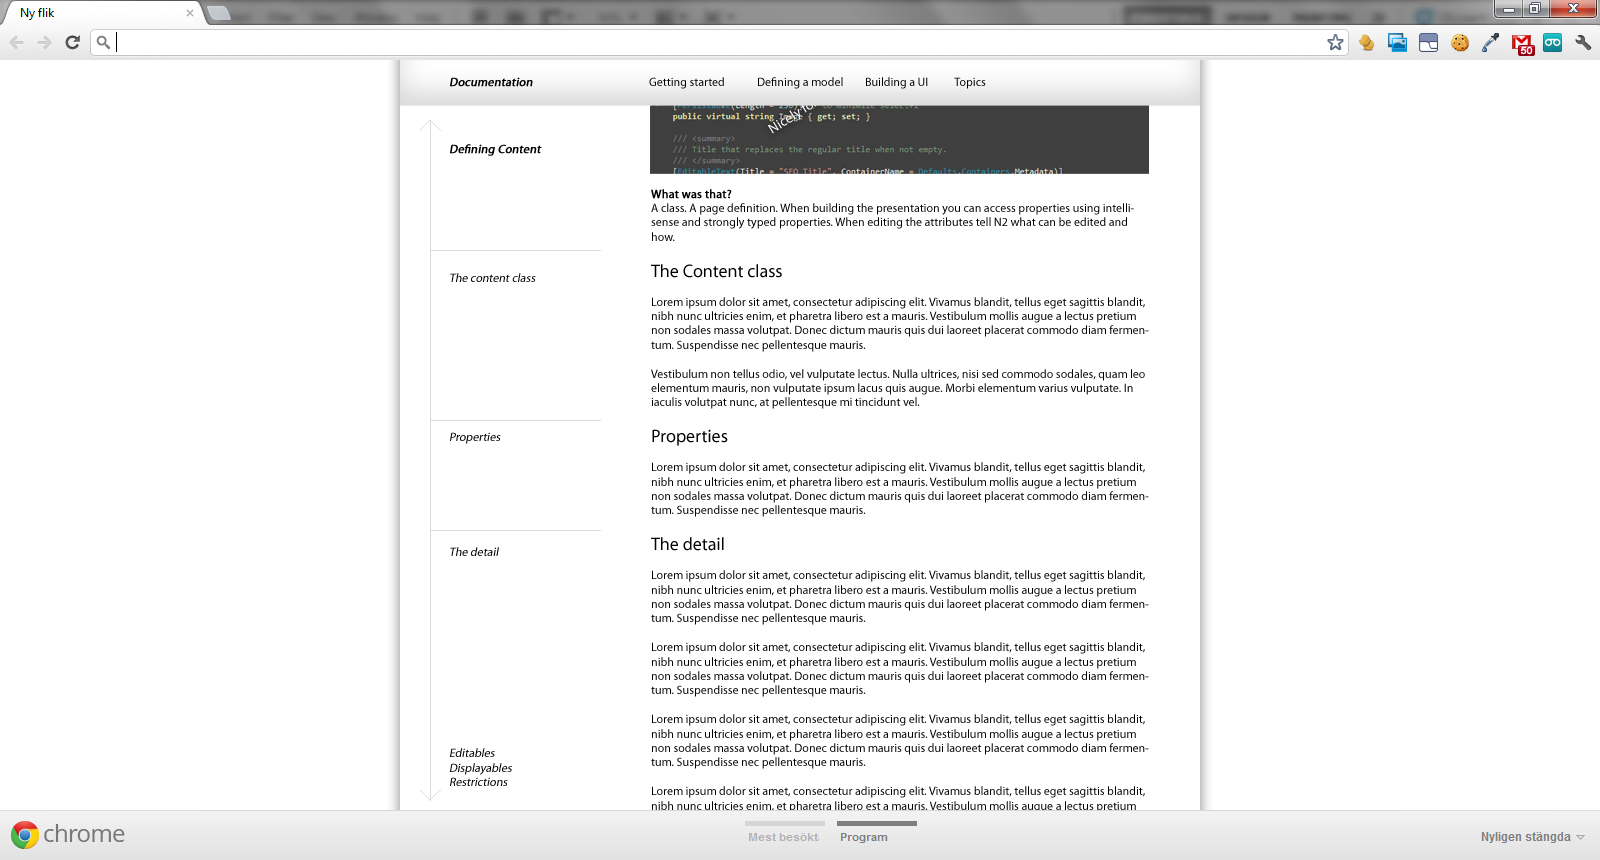 Ny flik
50
Documentation
Getting started
Defining a model
Building a UI
Topics
public virtual string { get; set; }
Nicely
/// <summary>
/// Title that replaces the regular title when not empty.
/// </summary>
[EditableText(Title = "SEO Title", ContainerName = Defaults.Containers.Metadata)]
Defining Content
What was that?
A class. A page definition. When building the presentation you can access properties using intelli-
sense and strongly typed properties. When editing the attributes tell N2 what can be edited and
how.
The content class
The Content class
Lorem ipsum dolor sit amet, consectetur adipiscing elit. Vivamus blandit, tellus eget sagittis blandit,
nibh nunc ultricies enim, et pharetra libero est a mauris. Vestibulum mollis augue a lectus pretium
non sodales massa volutpat. Donec dictum mauris quis dui laoreet placerat commodo diam fermen-
tum. Suspendisse nec pellentesque mauris.
Vestibulum non tellus odio, vel vulputate lectus. Nulla ultrices, nisi sed commodo sodales, quam leo
elementum mauris, non vulputate ipsum lacus quis augue. Morbi elementum varius vulputate. In
iaculis volutpat nunc, at pellentesque mi tincidunt vel.
Properties
Properties
Lorem ipsum dolor sit amet, consectetur adipiscing elit. Vivamus blandit, tellus eget sagittis blandit,
nibh nunc ultricies enim, et pharetra libero est a mauris. Vestibulum mollis augue a lectus pretium
non sodales massa volutpat. Donec dictum mauris quis dui laoreet placerat commodo diam fermen-
tum. Suspendisse nec pellentesque mauris.
The detail
The detail
Lorem ipsum dolor sit amet, consectetur adipiscing elit. Vivamus blandit, tellus eget sagittis blandit,
nibh nunc ultricies enim, et pharetra libero est a mauris. Vestibulum mollis augue a lectus pretium
non sodales massa volutpat. Donec dictum mauris quis dui laoreet placerat commodo diam fermen-
tum. Suspendisse nec pellentesque mauris.
Lorem ipsum dolor sit amet, consectetur adipiscing elit. Vivamus blandit, tellus eget sagittis blandit,
nibh nunc ultricies enim, et pharetra libero est a mauris. Vestibulum mollis augue a lectus pretium
non sodales massa volutpat. Donec dictum mauris quis dui laoreet placerat commodo diam fermen-
tum. Suspendisse nec pellentesque mauris.
Lorem ipsum dolor sit amet, consectetur adipiscing elit. Vivamus blandit, tellus eget sagittis blandit,
nibh nunc ultricies enim, et pharetra libero est a mauris. Vestibulum mollis augue a lectus pretium
non sodales massa volutpat. Donec dictum mauris quis dui laoreet placerat commodo diam fermen-
tum. Suspendisse nec pellentesque mauris.
Lorem ipsum dolor sit amet, consectetur adipiscing elit. Vivamus blandit, tellus eget sagittis blandit,
nibh nunc ultricies enim, et pharetra libero est a mauris. Vestibulum mollis augue a lectus pretium
Editables
Displayables
Restrictions
chrome
Mest besökt
Program
Nyligen stängda